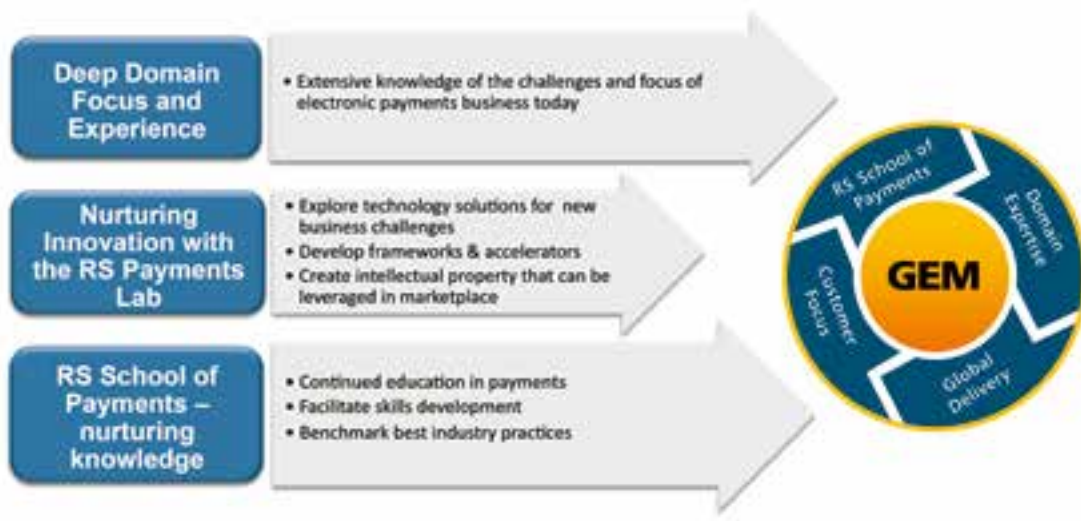 Deep Domain
Focus and
Experience
• Extensive knowledge of the challenges and focus of
electronic payments business today
Nurturing
Innovation with
the RS Payments
Lab
• Explore technology solutions for new
business challenges
• Develop frameworks & accelerators
• Create intellectual property that can be
leveraged in marketplace
RS School of
Payments –
nurturing
knowledge
• Continued education in payments
• Facilitate skills development
• Benchmark best industry practices
RS School of
Payments
Domain
Expertise
GEM
Customer
Focus
Global
Delivery